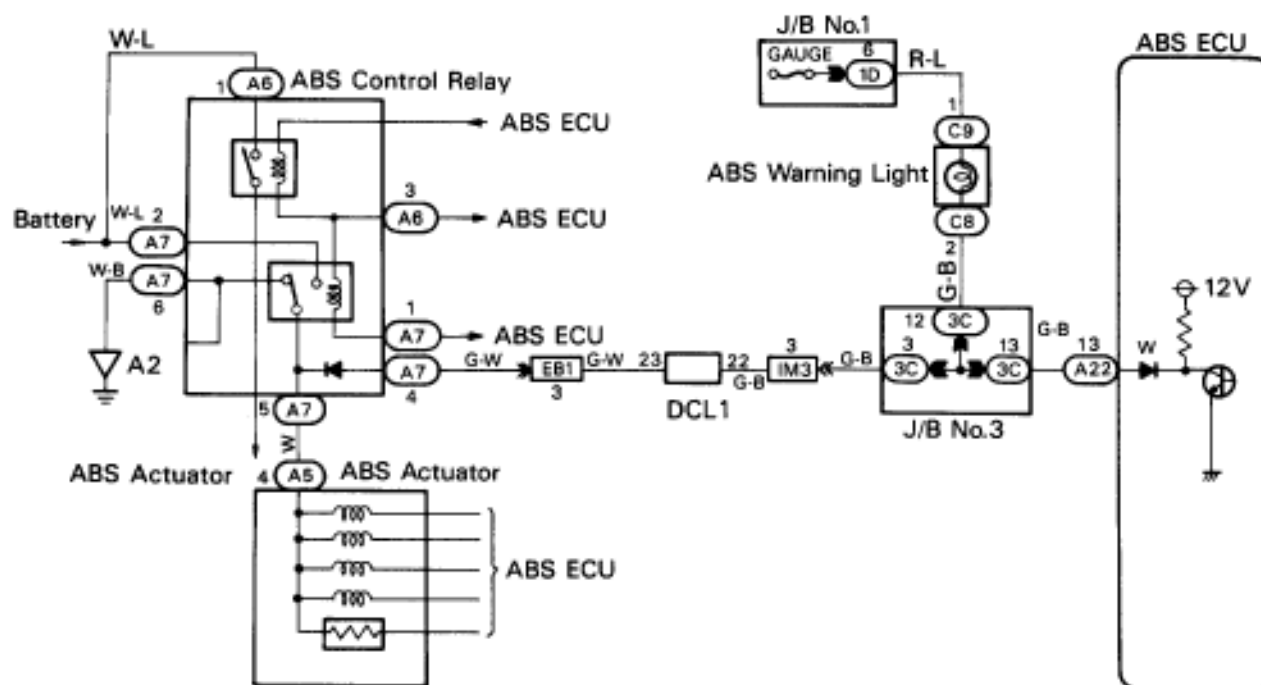 W-L
1 A6 ABS Control Relay
ABS ECU
3
A6 ABS ECU
Battery
W-L 2
A7
W-B
A7
6
A2
1
A7 ABS ECU
A7
4
5 A7
W
ABS Actuator
4 A5 ABS Actuator
ABS ECU
G-W
EB1
3
G-W
23
DCL1
22
G-B
3
IM3
G-B
J/B No.1
GAUGE
6
1D
R-L
1
C9
ABS Warning Light
C8
2
G-B
12 3C
3
3C
13
3C
J/B No.3
G-B
13
A22
ABS ECU
W
12V